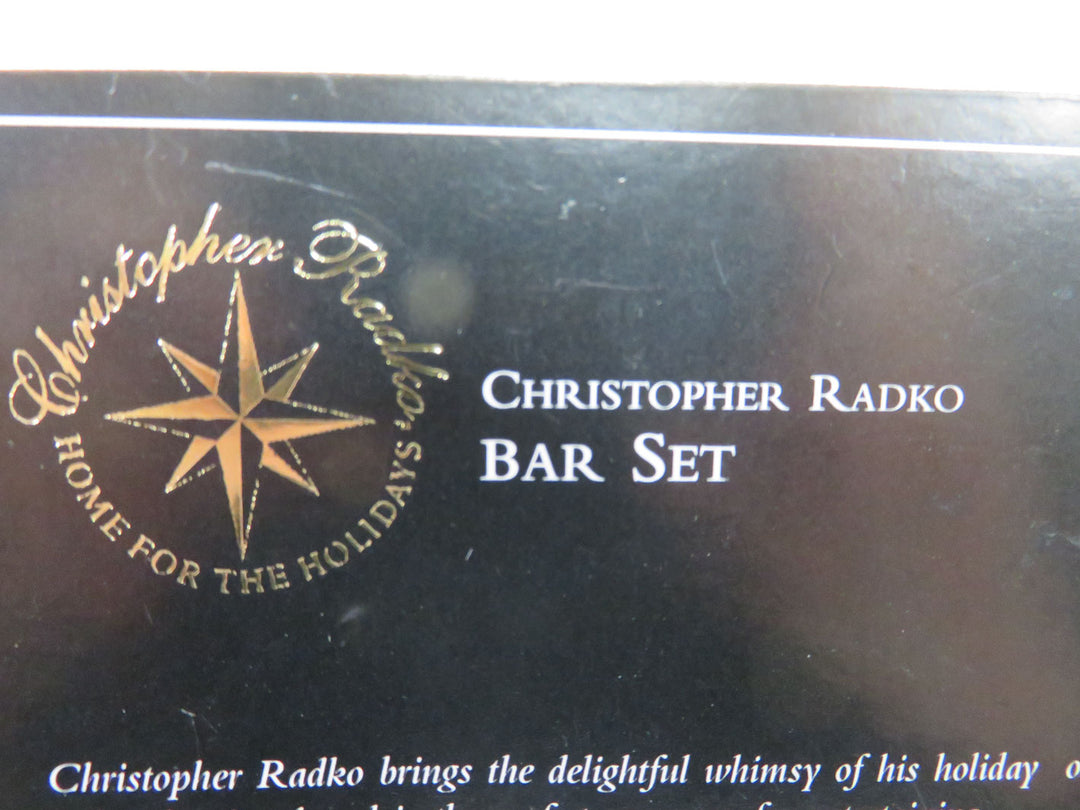 Christopher Radko
HOME FOR THE HOLIDAYS
CHRISTOPHER RADKO
BAR SET
Christopher Radko brings the delightful whimsy of his holiday